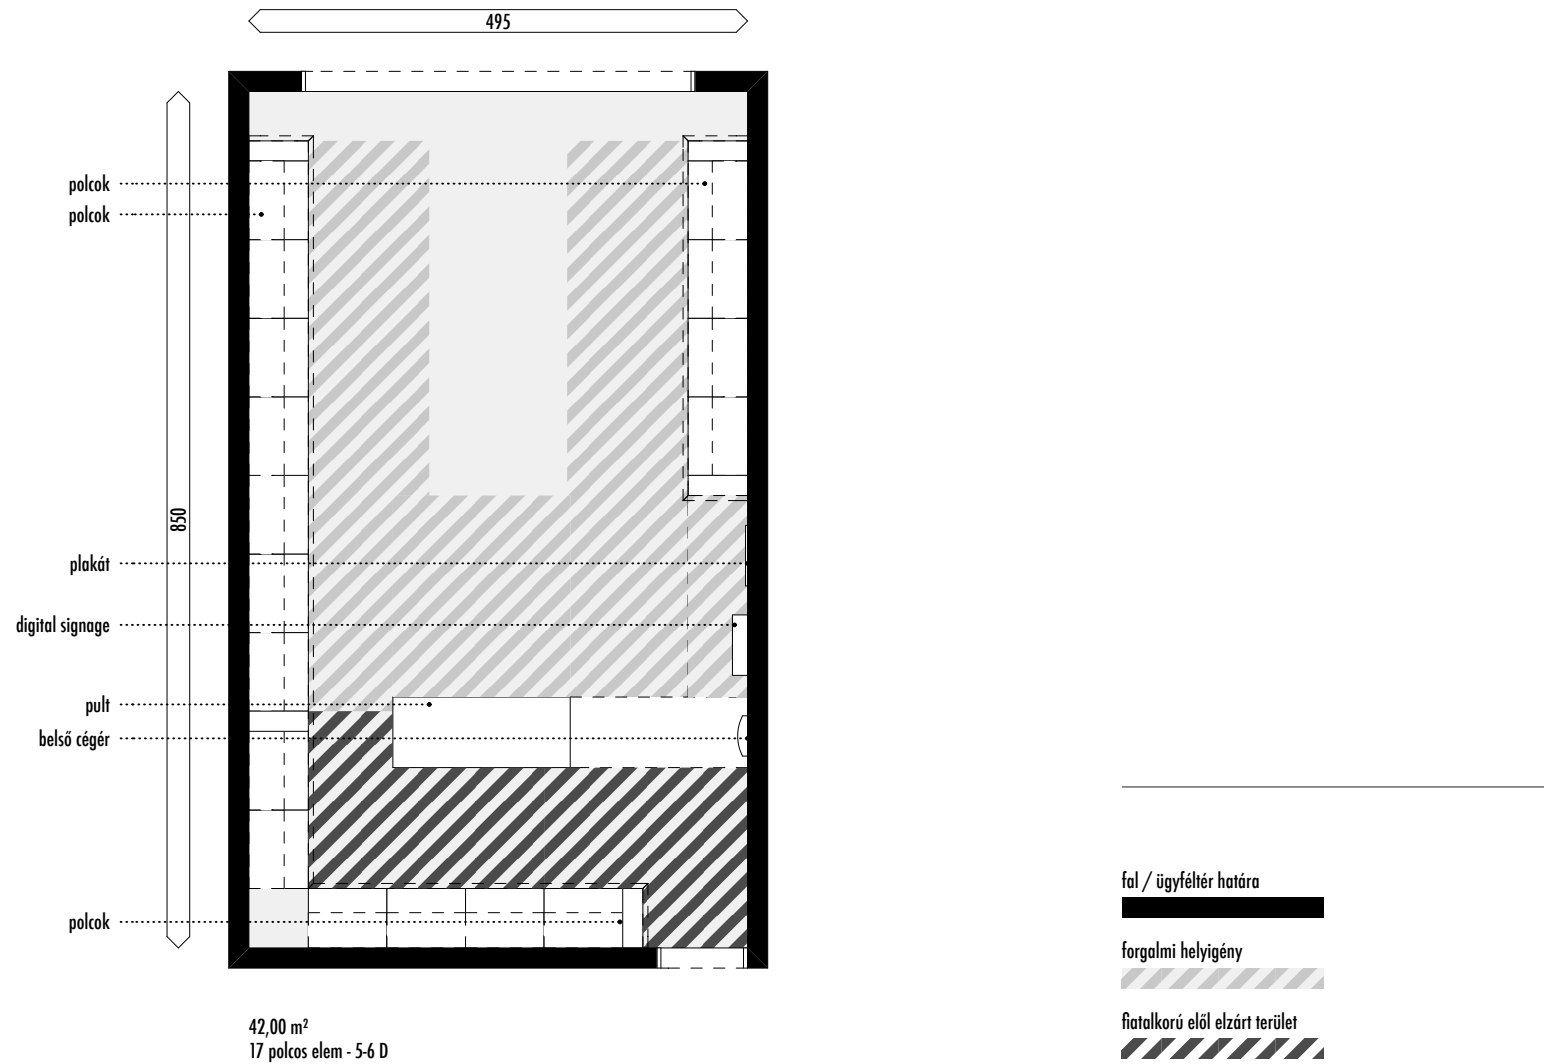 495
polcok
polcok
850
plakát
digital signage
pult
belső cégér
polcok
42,00 m²
17 polcos elem - 5-6 D
fal / ügyféltér határa
forgalmi helyigény
fiatalkorú elől elzárt terület